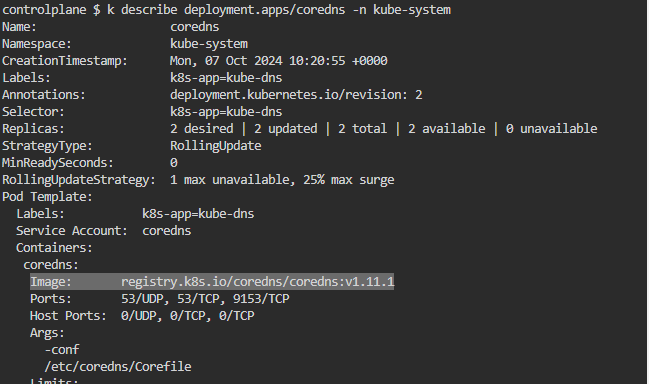 controlplane $ k describe deployment.apps/coredns -n kube-system
Name:                   coredns
Namespace:              kube-system
CreationTimestamp:      Mon, 07 Oct 2024 10:20:55 +0000
Labels:                 k8s-app=kube-dns
Annotations:            deployment.kubernetes.io/revision: 2
Selector:               k8s-app=kube-dns
Replicas:               2 desired | 2 updated | 2 total | 2 available | 0 unavailable
StrategyType:           RollingUpdate
MinReadySeconds:        0
RollingUpdateStrategy:  1 max unavailable, 25% max surge
Pod Template:
  Labels:           k8s-app=kube-dns
  Service Account:  coredns
  Containers:
   coredns:
    Image:       registry.k8s.io/coredns/coredns:v1.11.1
    Ports:       53/UDP, 53/TCP, 9153/TCP
    Host Ports:  0/UDP, 0/TCP, 0/TCP
    Args:
      -conf
      /etc/coredns/Corefile
    Limits: